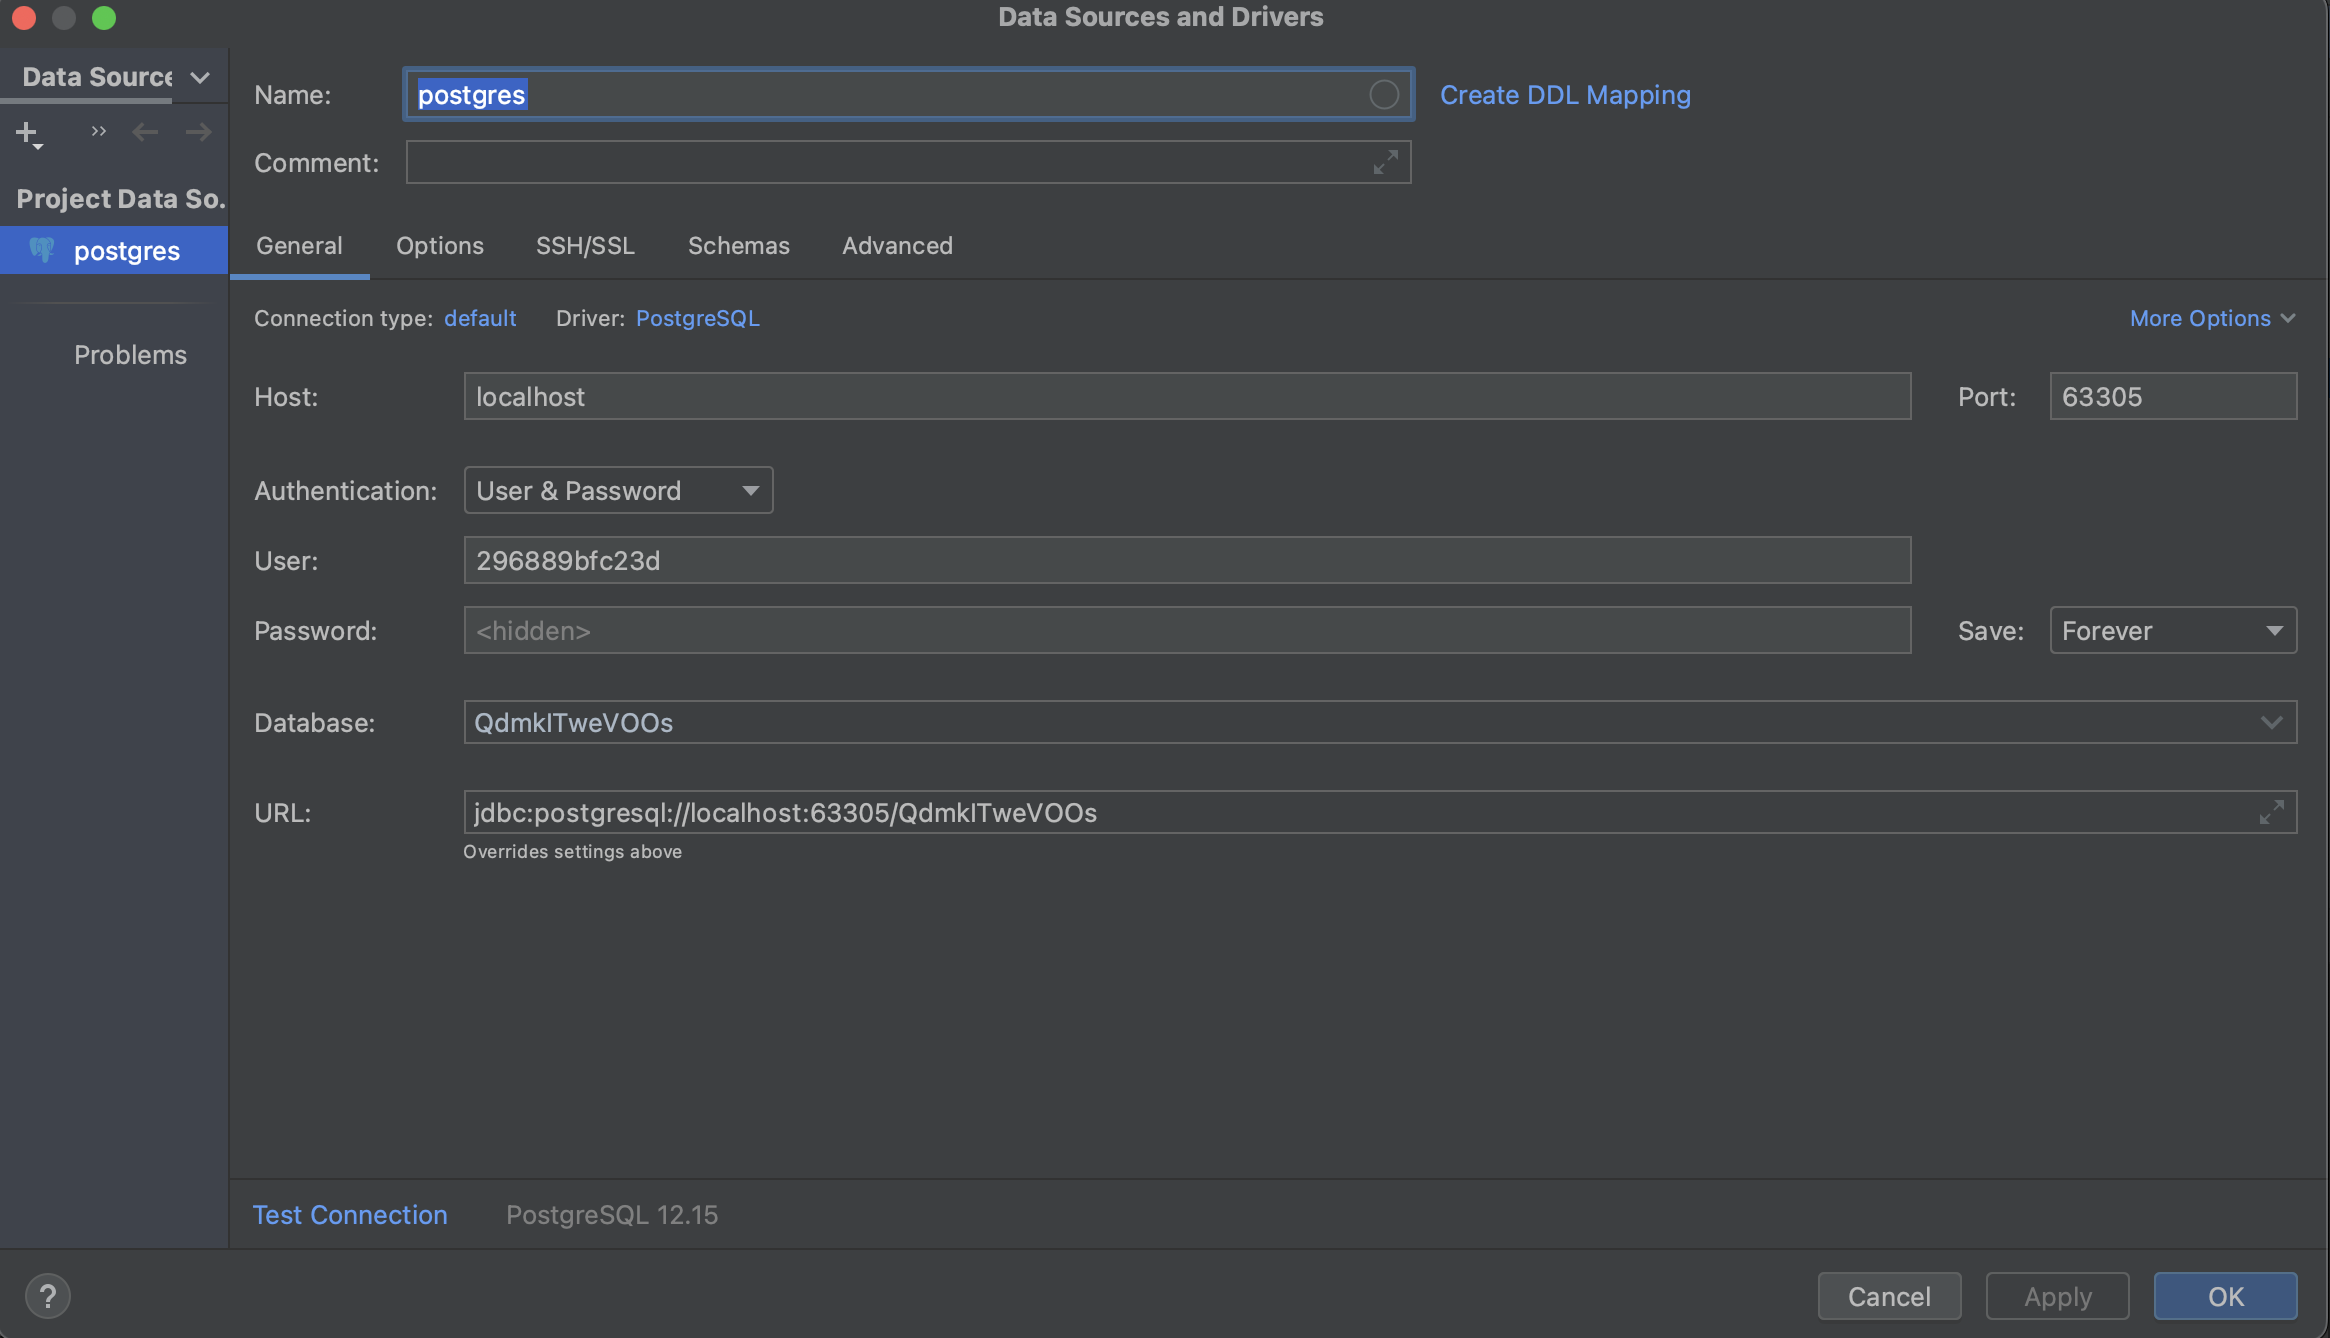 Data Sources and Drivers
Data Source
Project Data So.
postgres
Problems
Name: postgres Create DDL Mapping
Comment:
General Options SSH/SSL Schemas Advanced
Connection type: default Driver: PostgreSQL More Options
Host: localhost Port: 63305
Authentication: User & Password
User: 296889bfc23d
Password: <hidden> Save: Forever
Database: QdmklTweVOOs
URL: jdbc:postgresql://localhost:63305/QdmklTweVOOs
Overrides settings above
Test Connection PostgreSQL 12.15
? Cancel Apply OK